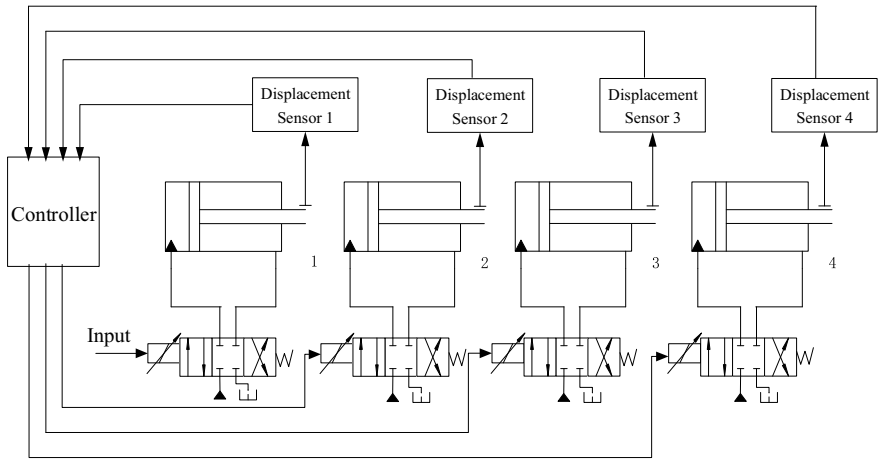 Displacement
Sensor 1
Displacement
Sensor 2
Displacement
Sensor 3
Displacement
Sensor 4
Controller
1
2
3
4
Input